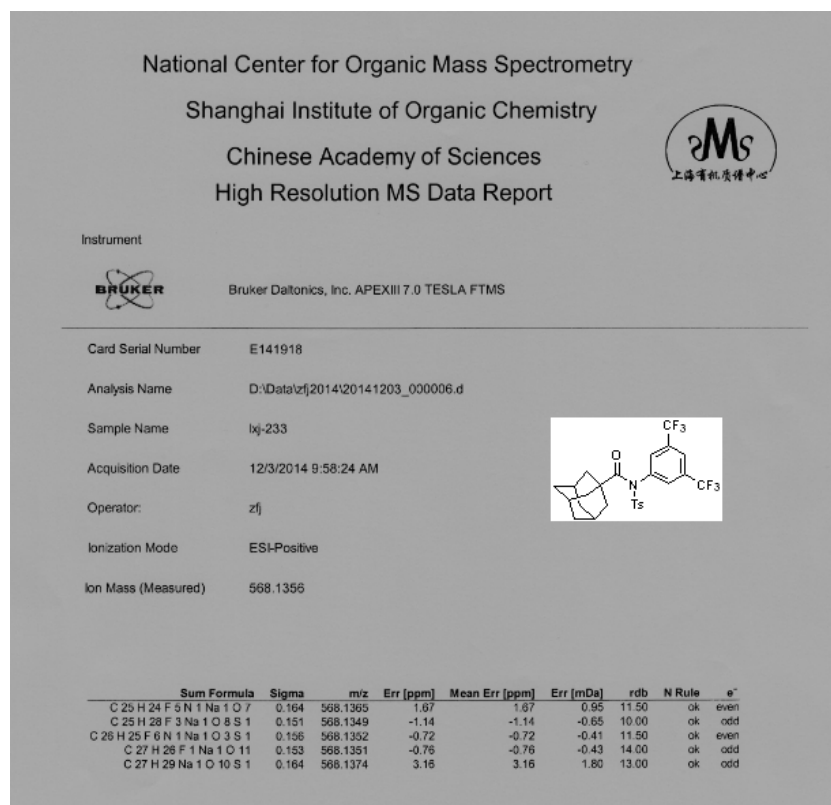 National Center for Organic Mass Spectrometry
Shanghai Institute of Organic Chemistry
Chinese Academy of Sciences
High Resolution MS Data Report
MS
上海有机质谱中心
Instrument
BRUKER
Bruker Daltonics, Inc. APEXIII 7.0 TESLA FTMS
Card Serial Number E141918
Analysis Name D:\Data\zfj2014\20141203_000006.d
Sample Name lxj-233
Acquisition Date 12/3/2014 9:58:24 AM
Operator: zfj
Ionization Mode ESI-Positive
Ion Mass (Measured) 568.1356
CF3
O
N
CF3
Ts
Sum Formula Sigma m/z Err [ppm] Mean Err [ppm] Err [mDa] rdb N Rule e-
C 25 H 24 F 5 N 1 Na 1 O 7 0.164 568.1365 1.67 1.67 0.95 11.50 ok even
C 25 H 28 F 3 Na 1 O 8 S 1 0.151 568.1349 -1.14 -1.14 -0.65 10.00 ok odd
C 26 H 25 F 6 N 1 Na 1 O 3 S 1 0.156 568.1352 -0.72 -0.72 -0.41 11.50 ok even
C 27 H 26 F 1 Na 1 O 11 0.153 568.1351 -0.76 -0.76 -0.43 14.00 ok odd
C 27 H 29 Na 1 O 10 S 1 0.164 568.1374 3.16 3.16 1.80 13.00 ok odd